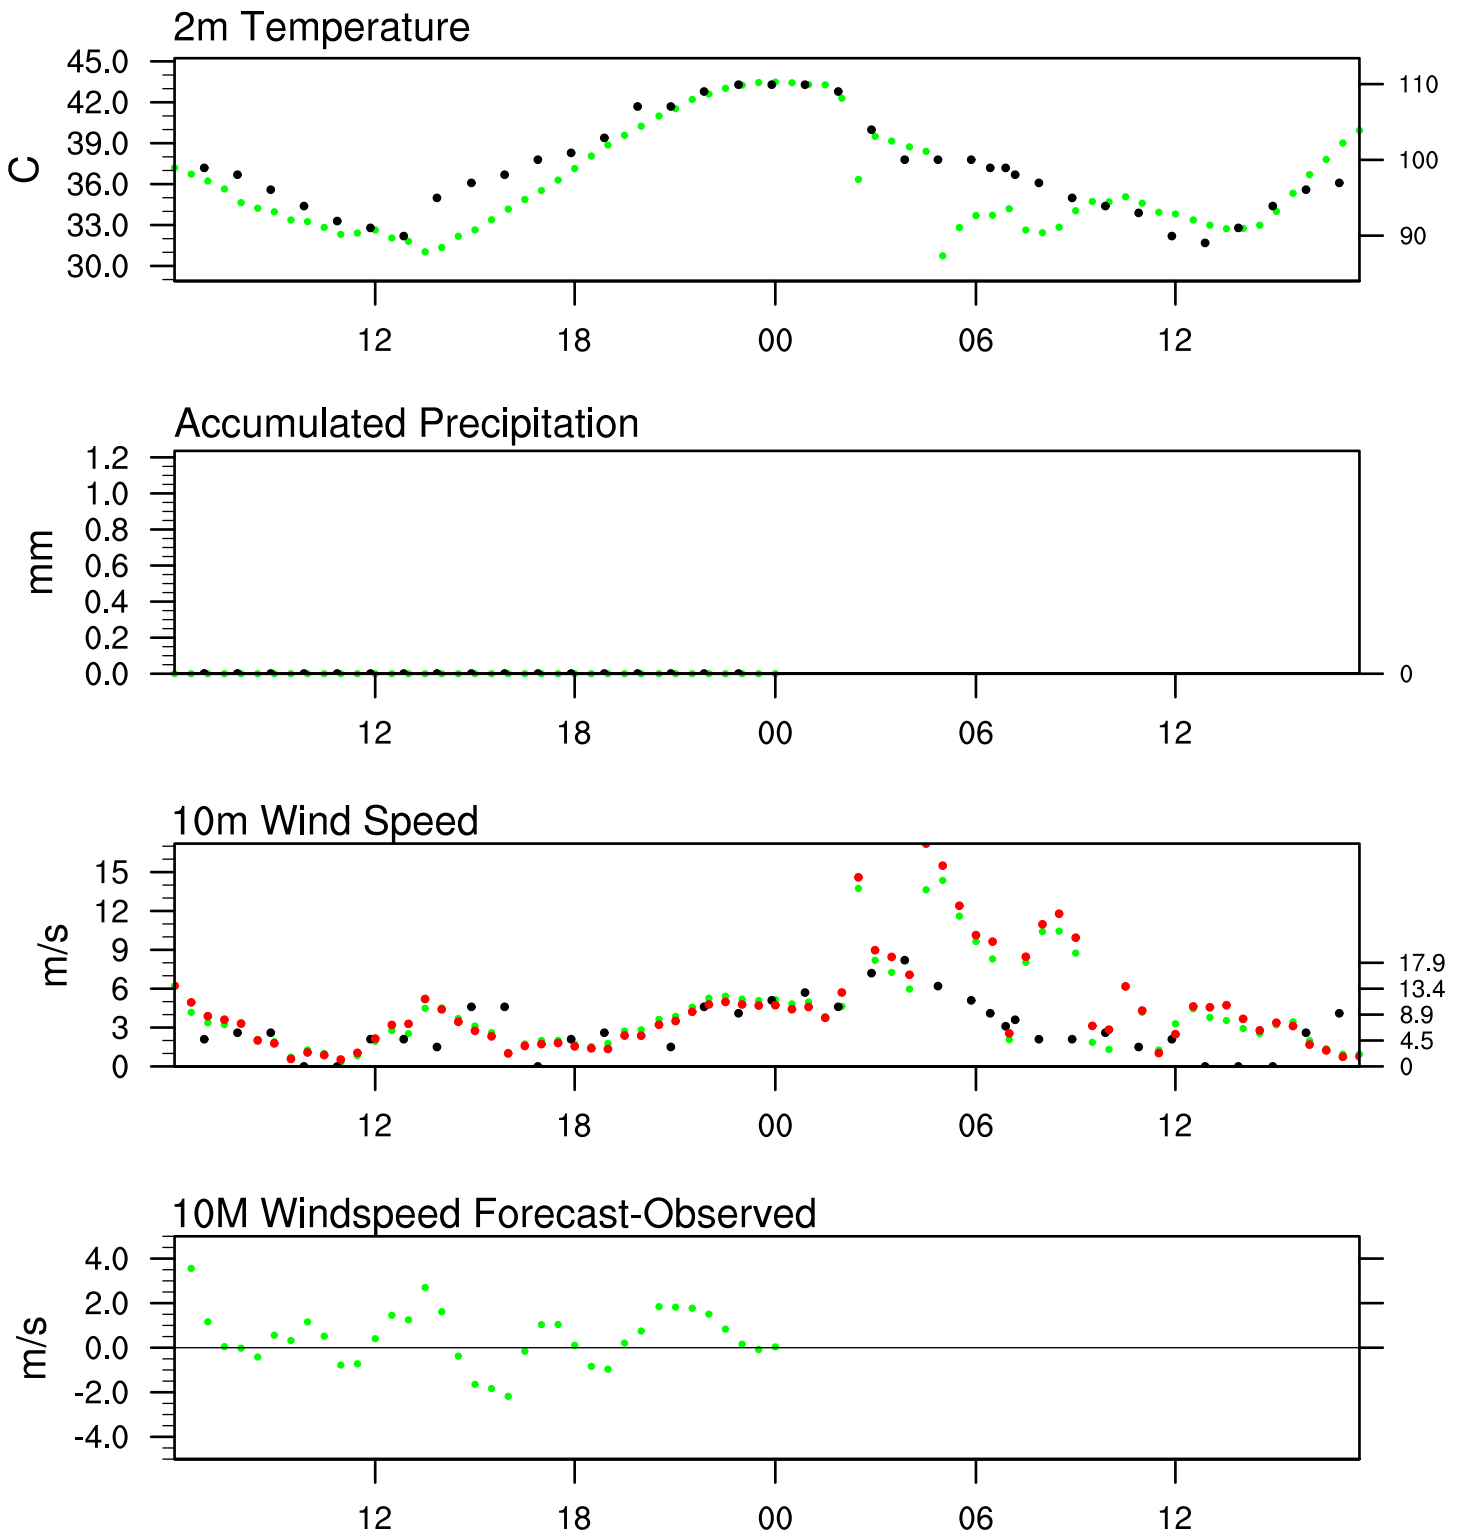 2m Temperature
45.0
42.0
39.0
36.0
33.0
30.0
C
110
100
90
12 18 00 06 12
Accumulated Precipitation
1.2
1.0
0.8
0.6
0.4
0.2
0.0
mm
0
12 18 00 06 12
10m Wind Speed
15
12
9
6
3
0
m/s
17.9
13.4
8.9
4.5
0
12 18 00 06 12
10M Windspeed Forecast-Observed
4.0
2.0
0.0
-2.0
-4.0
m/s
12 18 00 06 12